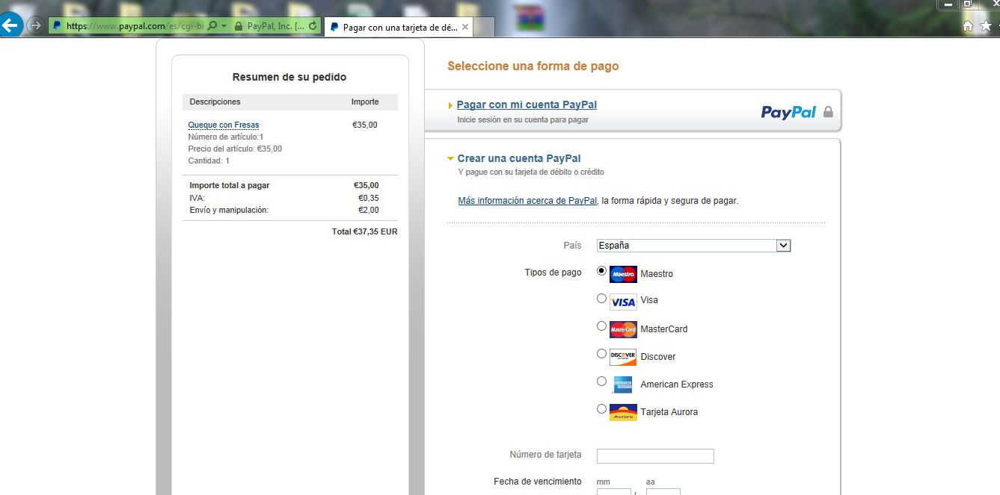 https://www.paypal.com/es/cgi-bi
PayPal, Inc. [...
Pagar con una tarjeta de dé...
Resumen de su pedido
Descripciones Importe
Queque con Fresas €35,00
Número de artículo:1
Precio del artículo: €35,00
Cantidad: 1
Importe total a pagar €35,00
IVA: €0,35
Envío y manipulación: €2,00
Total €37,35 EUR
Seleccione una forma de pago
Pagar con mi cuenta PayPal
Inicie sesión en su cuenta para pagar
PayPal
Crear una cuenta PayPal
Y pague con su tarjeta de débito o crédito
Más información acerca de PayPal, la forma rápida y segura de pagar.
País España
Tipos de pago
Maestro Maestro
VISA Visa
MasterCard MasterCard
DISCOVER Discover
American Express
Aurora Tarjeta Aurora
Número de tarjeta
Fecha de vencimiento mm aa
/